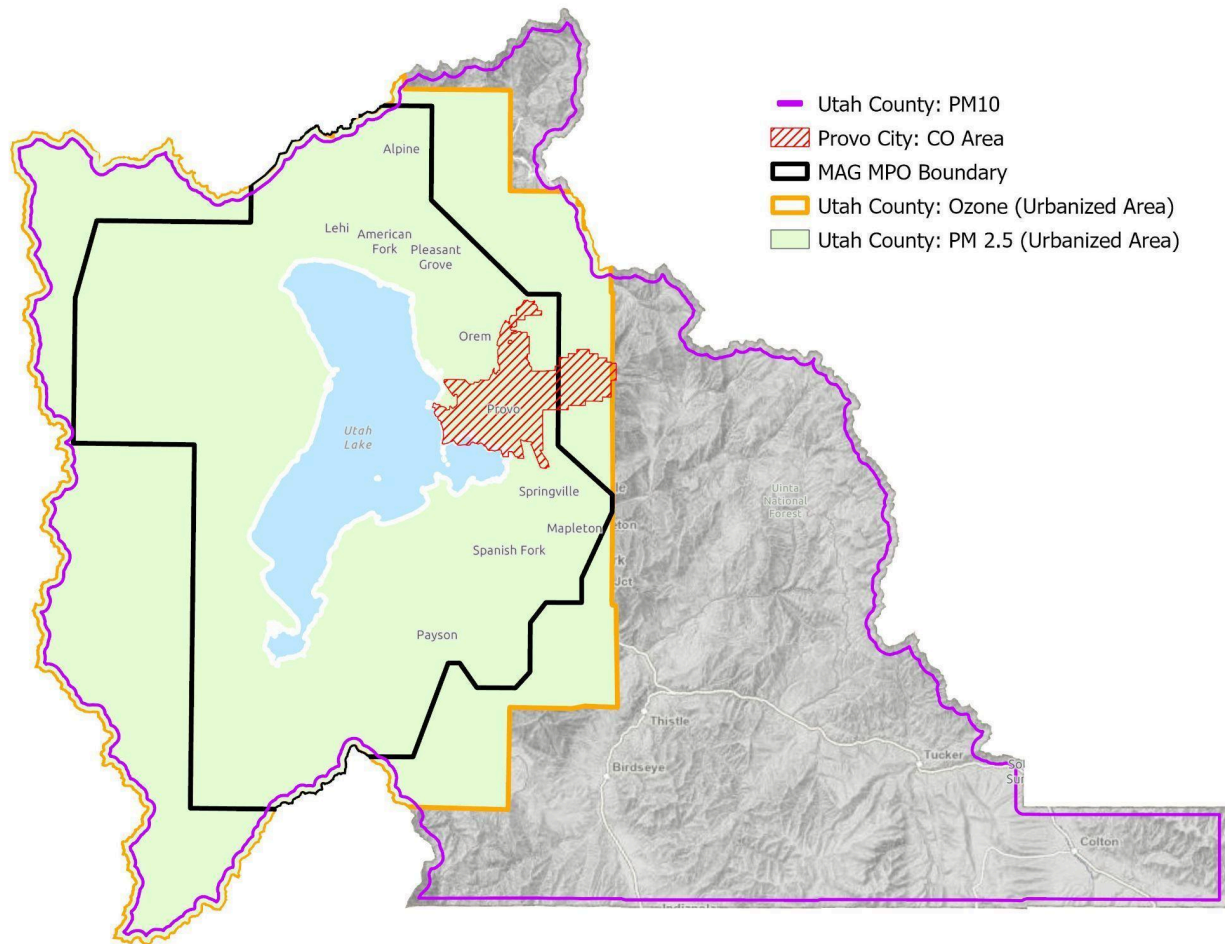 Utah County: PM10
Provo City: CO Area
MAG MPO Boundary
Utah County: Ozone (Urbanized Area)
Utah County: PM 2.5 (Urbanized Area)
Alpine
Lehi
American
Fork
Pleasant
Grove
Orem
Provo
Utah
Lake
Springville
Mapleton
Spanish Fork
Payson
Uinta
National
Forest
Thistle
Birdseye
Tucker
Colton